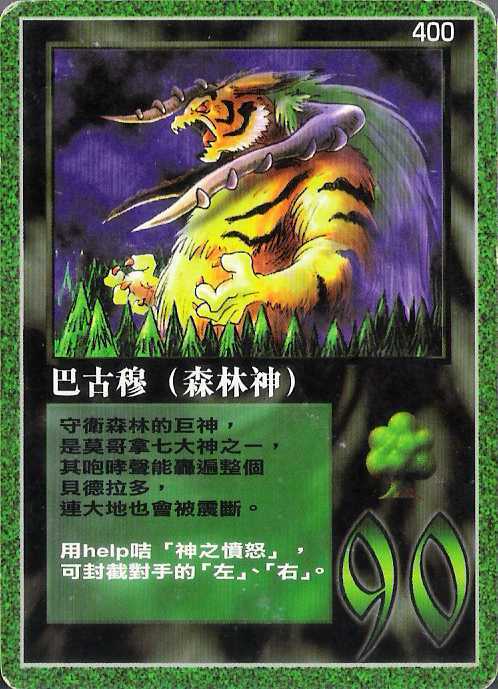 400
巴古穆（森林神）
守衛森林的巨神，
是莫哥拿七大神之一，
其咆哮聲能轟遍整個
貝德拉多，
連大地也會被震斷。
用help咭「神之憤怒」，
可封截對手的「左」、「右」。
90